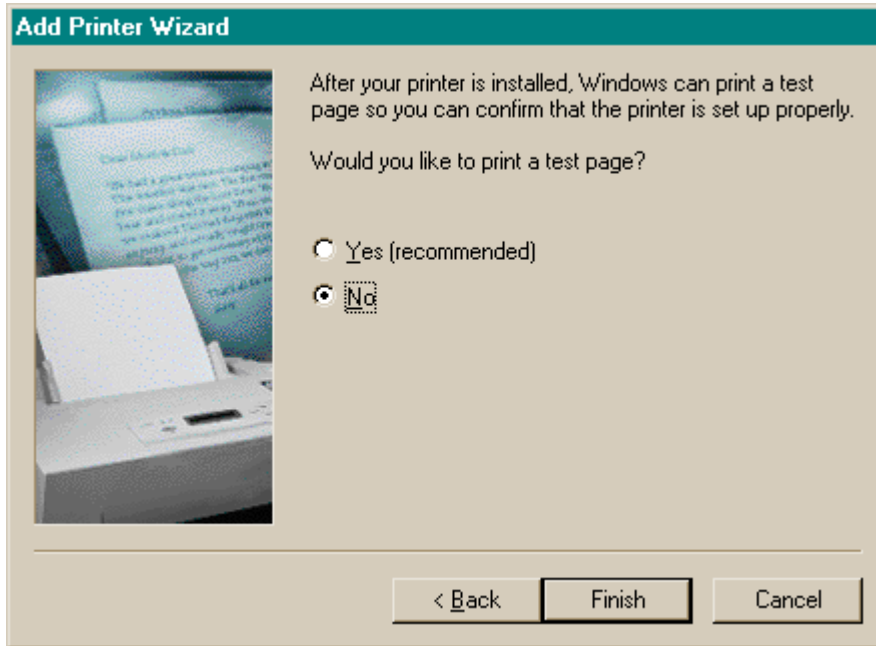 Add Printer Wizard
After your printer is installed, Windows can print a test
page so you can confirm that the printer is set up properly.
Would you like to print a test page?
Yes (recommended)
No
< Back
Finish
Cancel